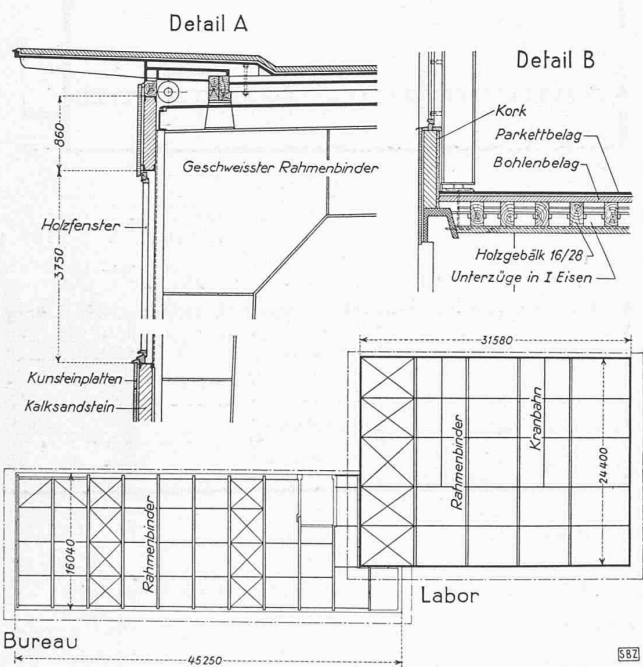 Detail A
Detail B
860
3750
Geschweisster Rahmenbinder
Holzfenster
Kunsteinplatten
Kalksandstein
Kork
Parkettbelag
Bohlenbelag
Holzgebälk 16/28
Unterzüge in I Eisen
31580
Rahmenbinder
Kranbahn
24400
16040
Rahmenbinder
Labor
Bureau
45250
SBZ